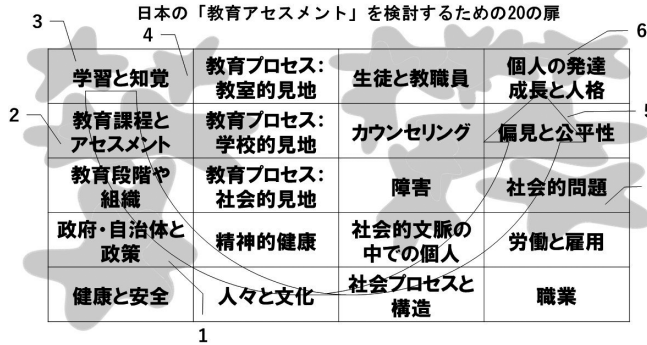 日本の「教育アセスメント」を検討するための20の扉
3
4
6
学習と知覚
教育プロセス:
教室的見地
生徒と教職員
個人の発達
成長と人格
2
5
教育課程と
アセスメント
教育プロセス:
学校的見地
カウンセリング
偏見と公平性
教育段階や
組織
教育プロセス:
社会的見地
障害
社会的問題
政府・自治体と
政策
精神的健康
社会的文脈の
中での個人
労働と雇用
健康と安全
人々と文化
社会プロセスと
構造
職業
1